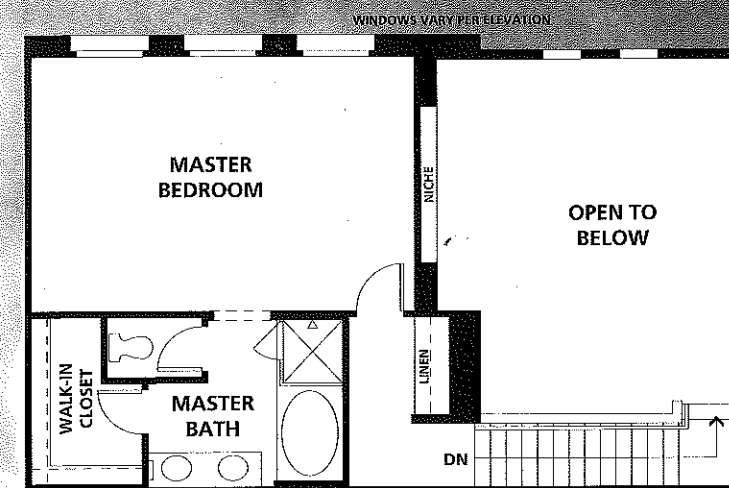 WINDOWS VARY PER ELEVATION
MASTER
BEDROOM
NICHE
OPEN TO
BELOW
LINEN
WALK-IN
CLOSET
MASTER
BATH
DN